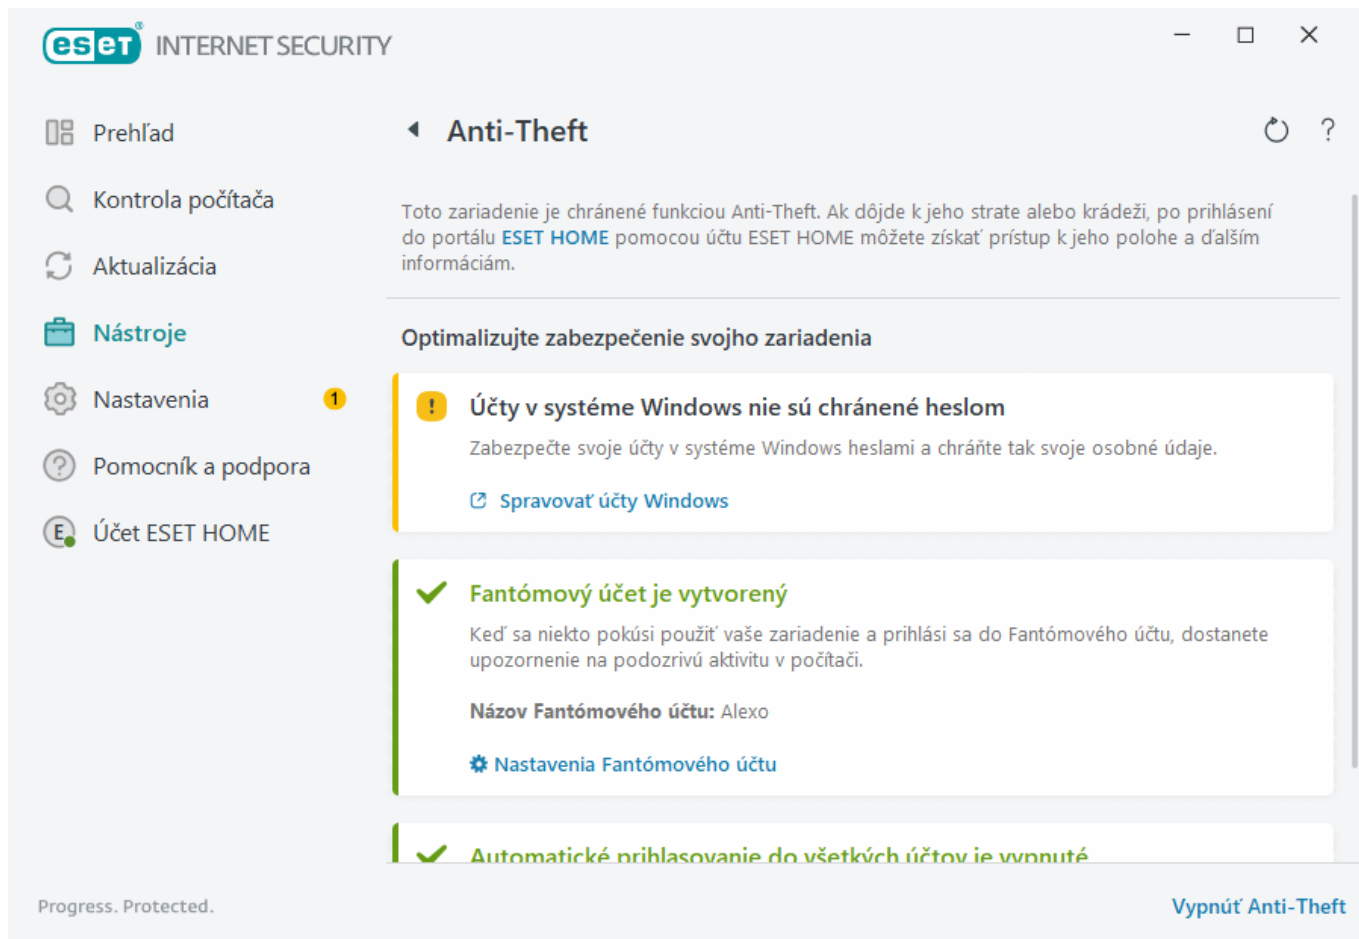 eset® INTERNET SECURITY
Prehľad
Kontrola počítača
Aktualizácia
Nástroje
Nastavenia 1
Pomocník a podpora
E Účet ESET HOME
Anti-Theft ?
Toto zariadenie je chránené funkciou Anti-Theft. Ak dôjde k jeho strate alebo krádeži, po prihlásení
do portálu ESET HOME pomocou účtu ESET HOME môžete získať prístup k jeho polohe a ďalším
informáciám.
Optimalizujte zabezpečenie svojho zariadenia
! Účty v systéme Windows nie sú chránené heslom
Zabezpečte svoje účty v systéme Windows heslami a chráňte tak svoje osobné údaje.
Spravovať účty Windows
Fantómový účet je vytvorený
Keď sa niekto pokúsi použiť vaše zariadenie a prihlási sa do Fantómového účtu, dostanete
upozornenie na podozrivú aktivitu v počítači.
Názov Fantómového účtu: Alexo
Nastavenia Fantómového účtu
Automatické prihlasovanie do všetkých účtov je vypnuté
Progress. Protected.
Vypnúť Anti-Theft